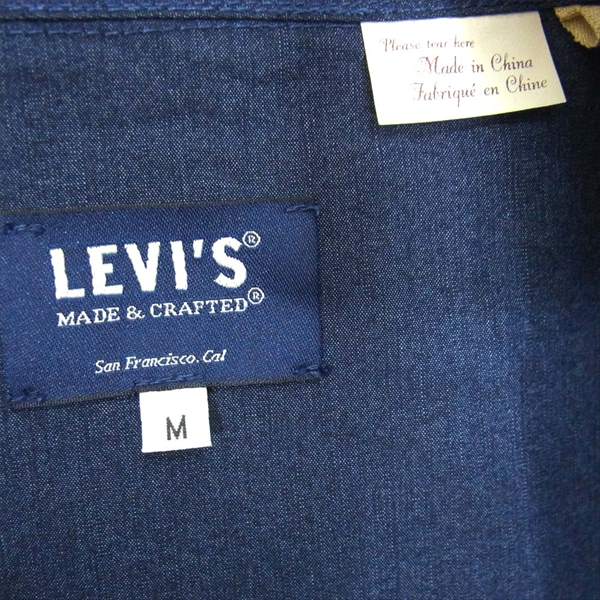 Please tear here
Made in China
Fabriqué en Chine
LEVI'S®
MADE & CRAFTED®
San Francisco, Cal
M